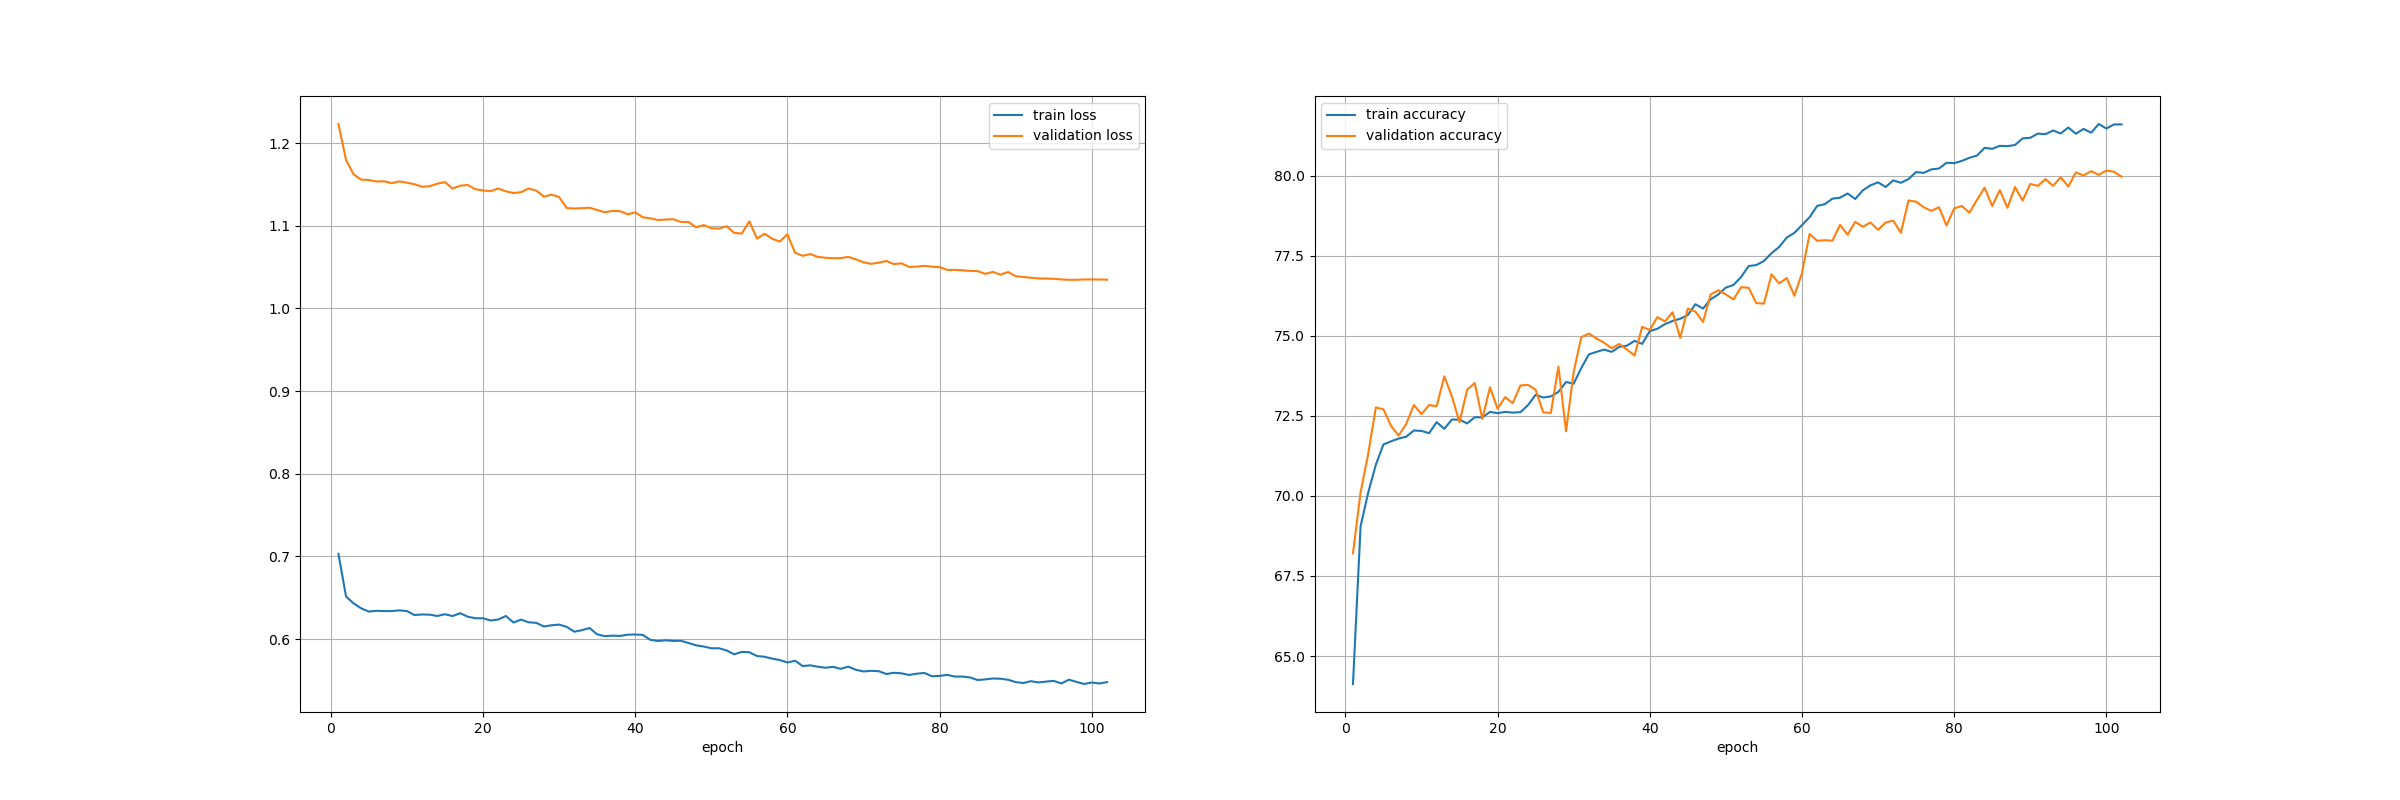 train loss
validation loss
1.2
1.1
1.0
0.9
0.8
0.7
0.6
0 20 40 60 80 100
epoch
train accuracy
validation accuracy
80.0
77.5
75.0
72.5
70.0
67.5
65.0
0 20 40 60 80 100
epoch